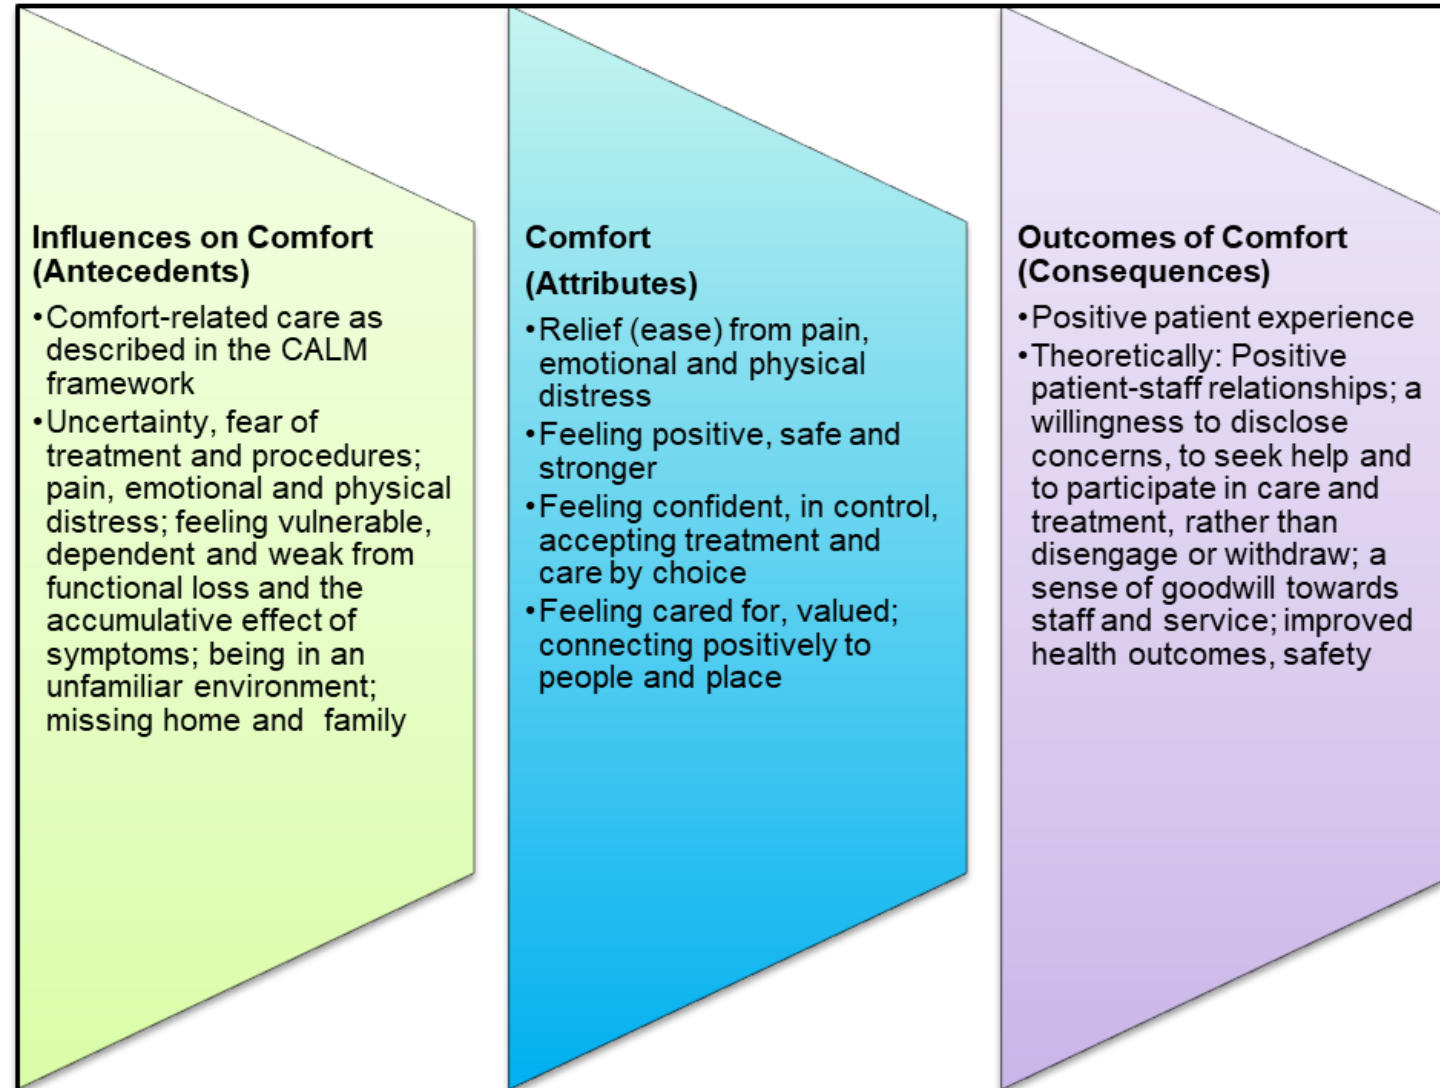 Influences on Comfort
(Antecedents)
•Comfort-related care as
described in the CALM
framework
•Uncertainty, fear of
treatment and procedures;
pain, emotional and physical
distress; feeling vulnerable,
dependent and weak from
functional loss and the
accumulative effect of
symptoms; being in an
unfamiliar environment;
missing home and family
Comfort
(Attributes)
•Relief (ease) from pain,
emotional and physical
distress
•Feeling positive, safe and
stronger
•Feeling confident, in control,
accepting treatment and
care by choice
•Feeling cared for, valued;
connecting positively to
people and place
Outcomes of Comfort
(Consequences)
•Positive patient experience
•Theoretically: Positive
patient-staff relationships; a
willingness to disclose
concerns, to seek help and
to participate in care and
treatment, rather than
disengage or withdraw; a
sense of goodwill towards
staff and service; improved
health outcomes, safety